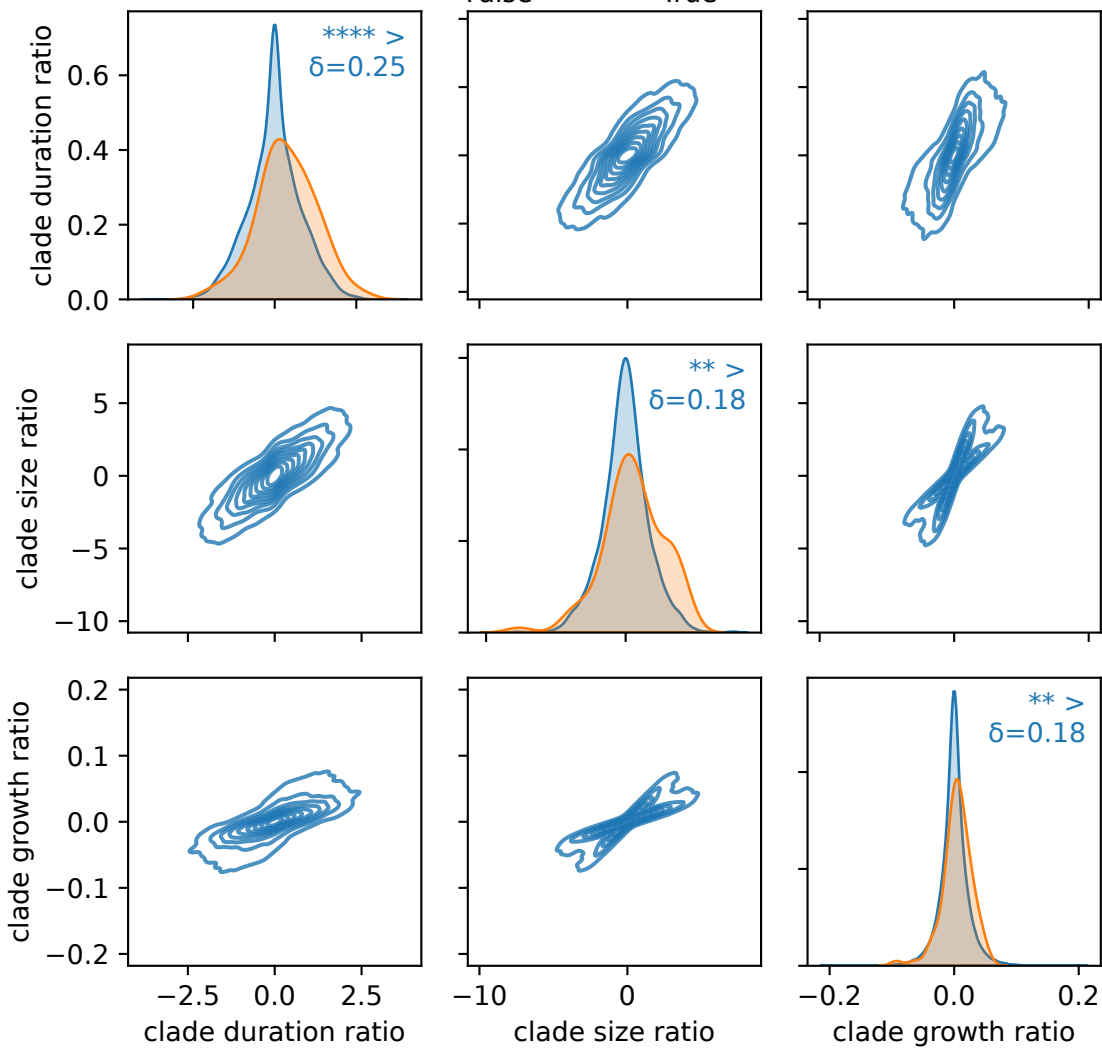 False True
clade duration ratio
0.6
0.4
0.2
0.0
**** >
δ=0.25
clade size ratio
5
0
−5
−10
** >
δ=0.18
clade growth ratio
0.2
0.1
0.0
−0.1
−0.2
** >
δ=0.18
−2.5 0.0 2.5
−10 0
−0.2 0.0 0.2
clade duration ratio
clade size ratio
clade growth ratio